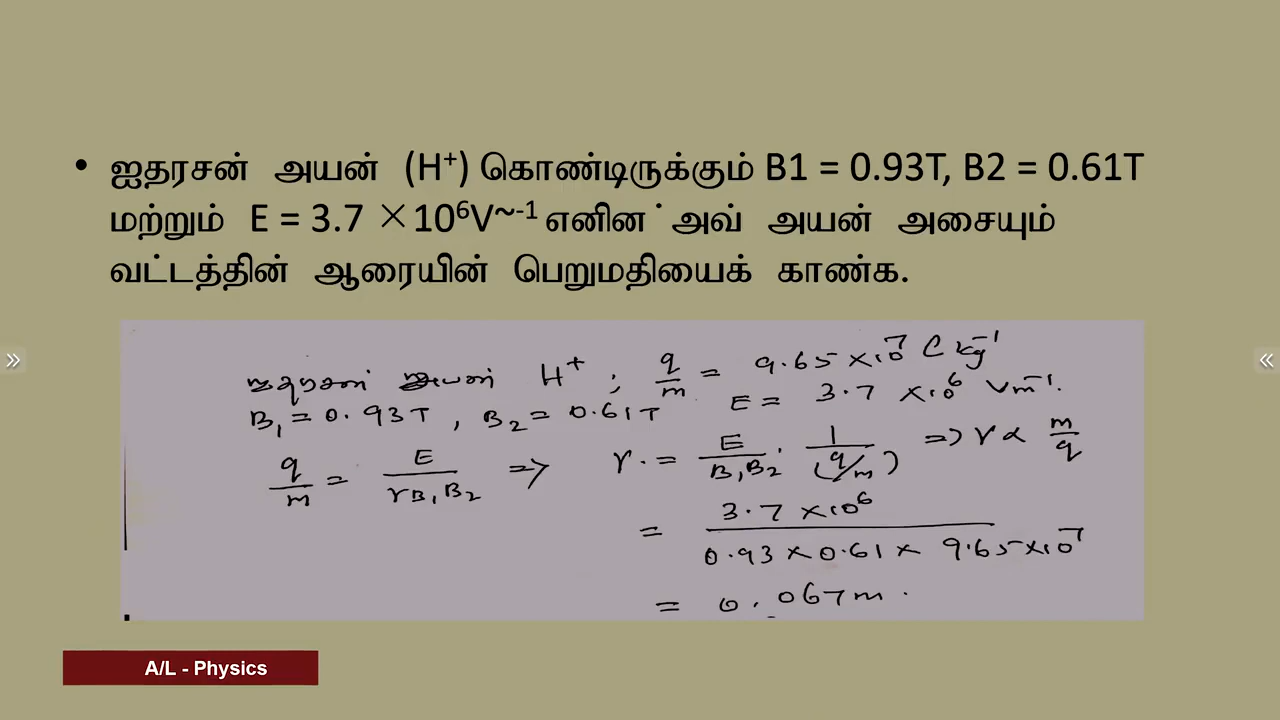 • ஐதரசன் அயன் (H⁺) கொண்டிருக்கும் B1 = 0.93T, B2 = 0.61T
மற்றும் E = 3.7 ×10⁶V~⁻¹ எனின ் அவ் அயன் அசையும்
வட்டத்தின் ஆரையின் பெறுமதியைக் காண்க.
ஐதரசன் அயன் H⁺ ; q/m = 9.65 ×10⁷ C kg⁻¹
B₁ = 0.93T , B₂ = 0.61T E = 3.7 ×10⁶ Vm⁻¹.
q/m = E/rB₁B₂ => r = E/B₁B₂ . 1/(q/m) => r ∝ m/q
= 3.7 ×10⁶ / 0.93 × 0.61 × 9.65×10⁷
= 0.067m .
»
«
A/L - Physics